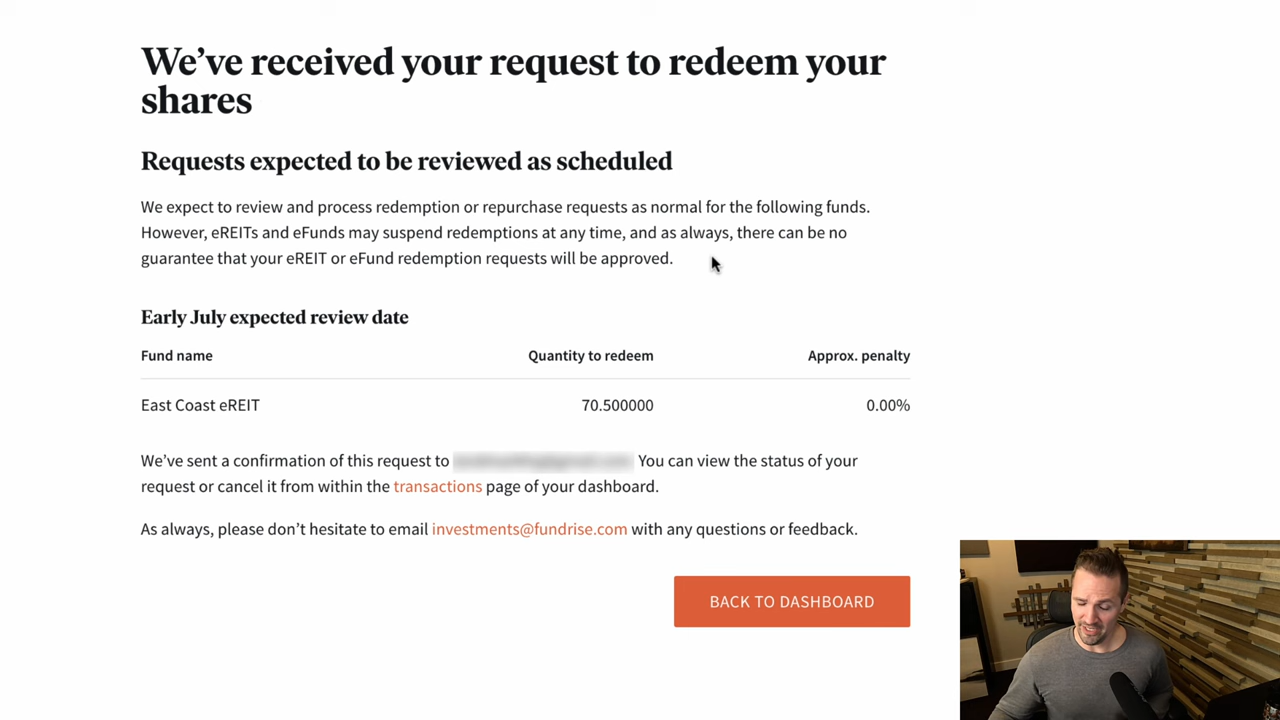 We’ve received your request to redeem your
shares
Requests expected to be reviewed as scheduled
We expect to review and process redemption or repurchase requests as normal for the following funds.
However, eREITs and eFunds may suspend redemptions at any time, and as always, there can be no
guarantee that your eREIT or eFund redemption requests will be approved.
Early July expected review date
Fund name Quantity to redeem Approx. penalty
East Coast eREIT 70.500000 0.00%
We’ve sent a confirmation of this request to You can view the status of your
request or cancel it from within the transactions page of your dashboard.
As always, please don’t hesitate to email investments@fundrise.com with any questions or feedback.
BACK TO DASHBOARD